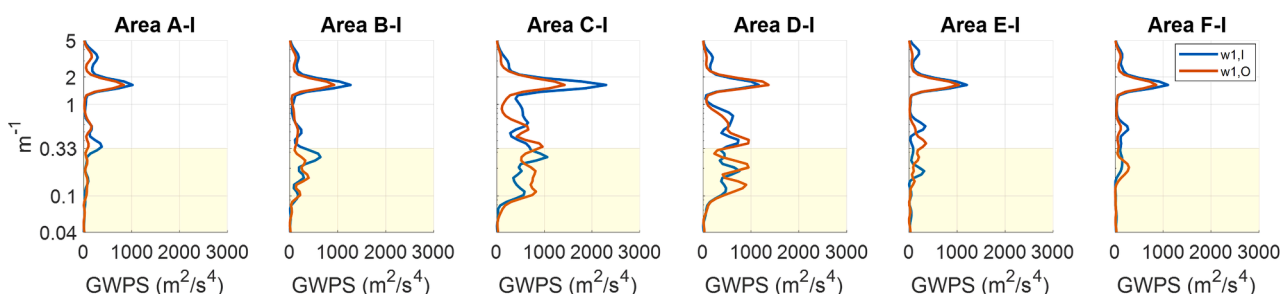 Area A-I Area B-I Area C-I Area D-I Area E-I Area F-I
5
2
1
0.33
0.1
0.04
m⁻¹
w1,I
w1,O
0 1000 2000 3000 0 1000 2000 3000 0 1000 2000 3000 0 1000 2000 3000 0 1000 2000 3000 0 1000 2000 3000
GWPS (m²/s⁴) GWPS (m²/s⁴) GWPS (m²/s⁴) GWPS (m²/s⁴) GWPS (m²/s⁴) GWPS (m²/s⁴)